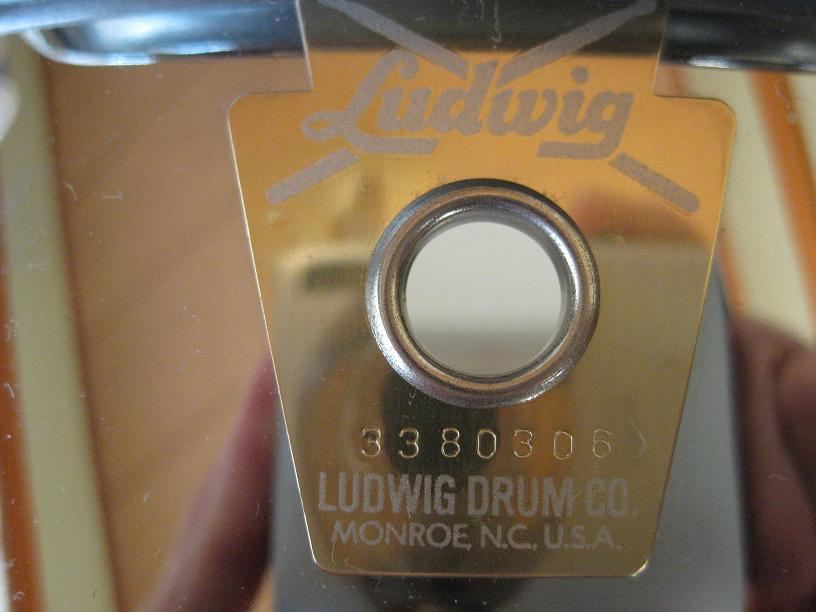 Ludwig
3380306
LUDWIG DRUM CO.
MONROE, N.C., U.S.A.